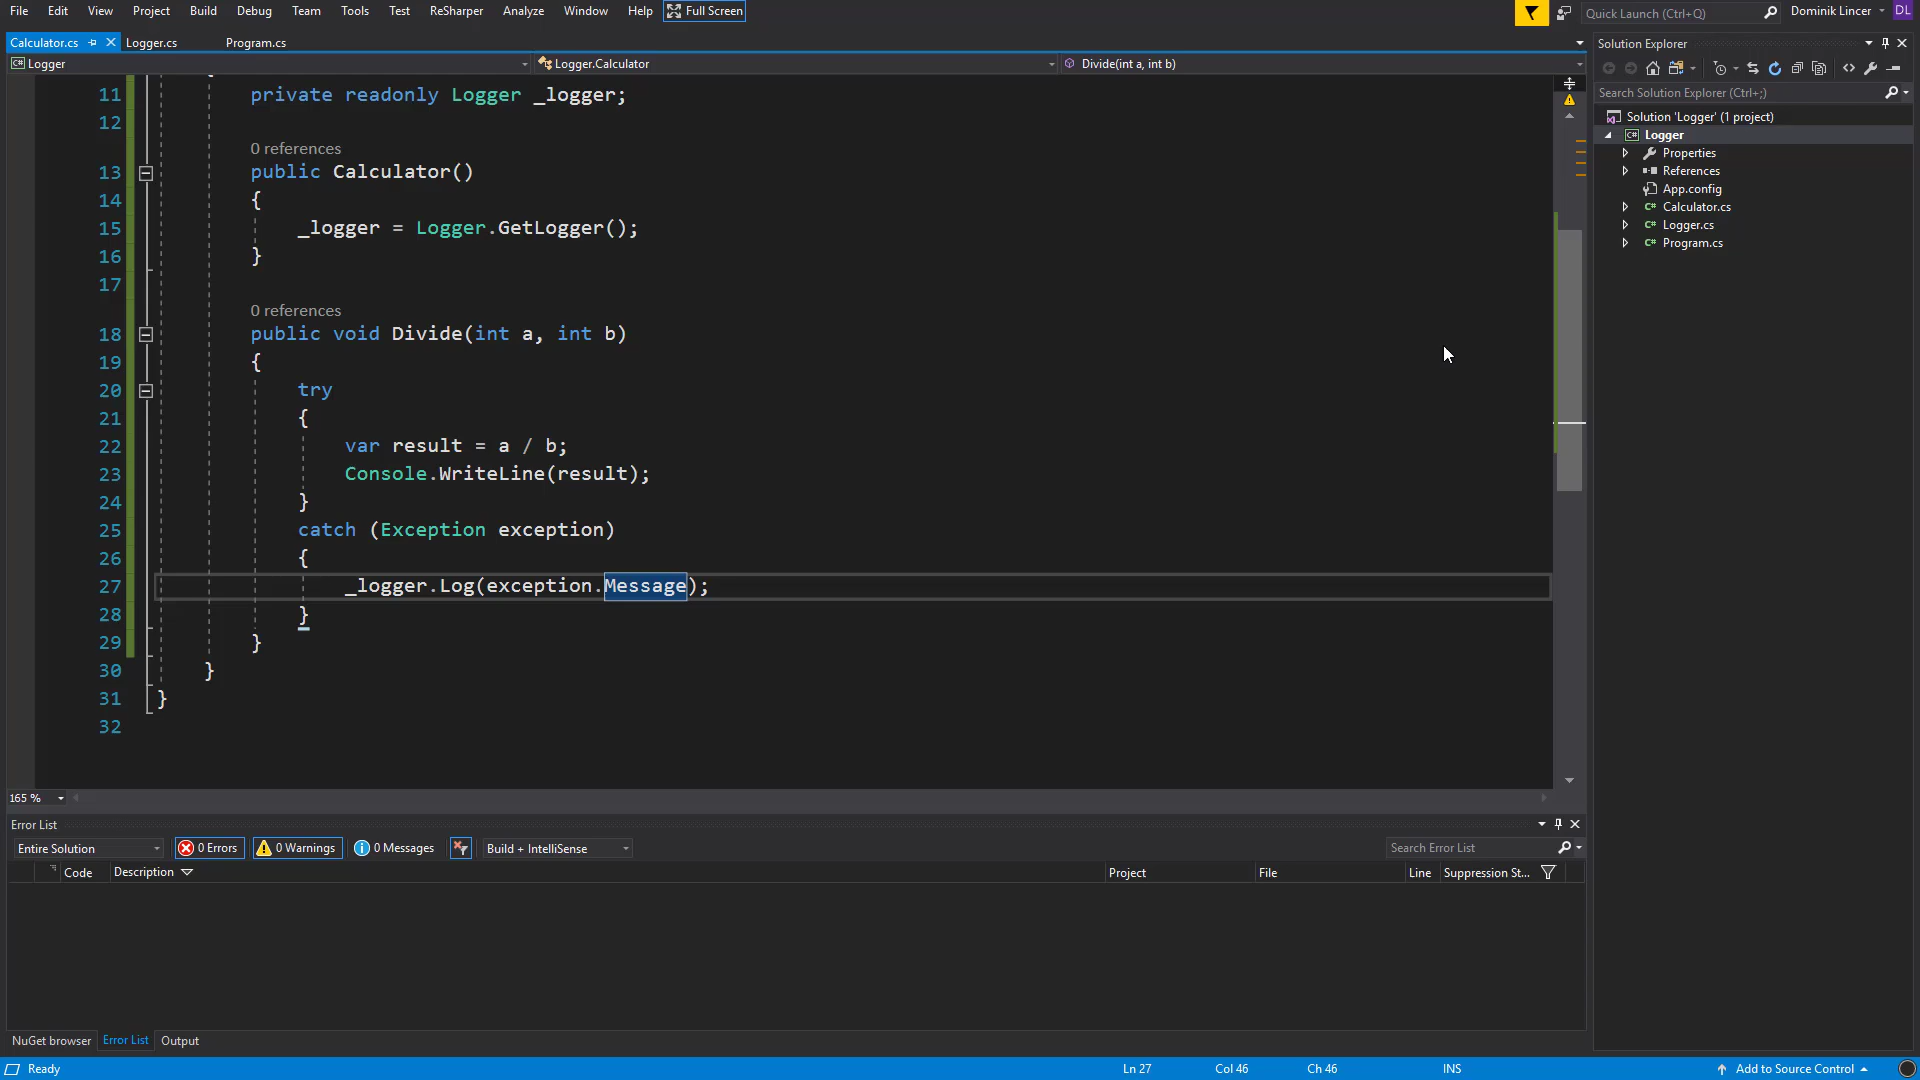 File Edit View Project Build Debug Team Tools Test ReSharper Analyze Window Help Full Screen Quick Launch (Ctrl+Q) Dominik Lincer DL
Calculator.cs Logger.cs Program.cs
Logger Logger.Calculator Divide(int a, int b)
11 private readonly Logger _logger;
12
0 references
13 public Calculator()
14 {
15 _logger = Logger.GetLogger();
16 }
17
0 references
18 public void Divide(int a, int b)
19 {
20 try
21 {
22 var result = a / b;
23 Console.WriteLine(result);
24 }
25 catch (Exception exception)
26 {
27 _logger.Log(exception.Message);
28 }
29 }
30 }
31 }
32
165 %
Solution Explorer
Search Solution Explorer (Ctrl+;)
Solution 'Logger' (1 project)
Logger
Properties
References
App.config
Calculator.cs
Logger.cs
Program.cs
Error List
Entire Solution 0 Errors 0 Warnings 0 Messages Build + IntelliSense Search Error List
Code Description Project File Line Suppression St...
NuGet browser Error List Output
Ready Ln 27 Col 46 Ch 46 INS Add to Source Control